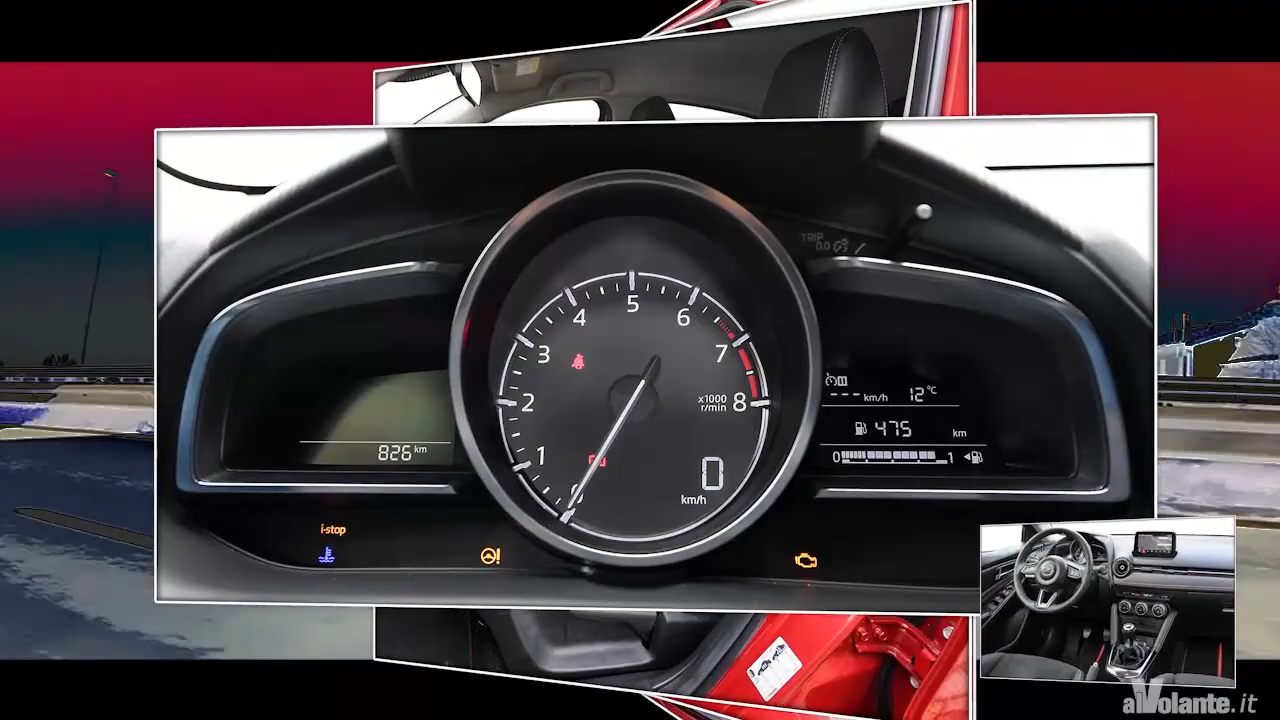 TRIP
0.0
5
4
6
3
7
2
x1000
r/min
8
1
0
km/h
826 km
--- km/h 12°C
475 km
0 1
i-stop
!
alVolante.it